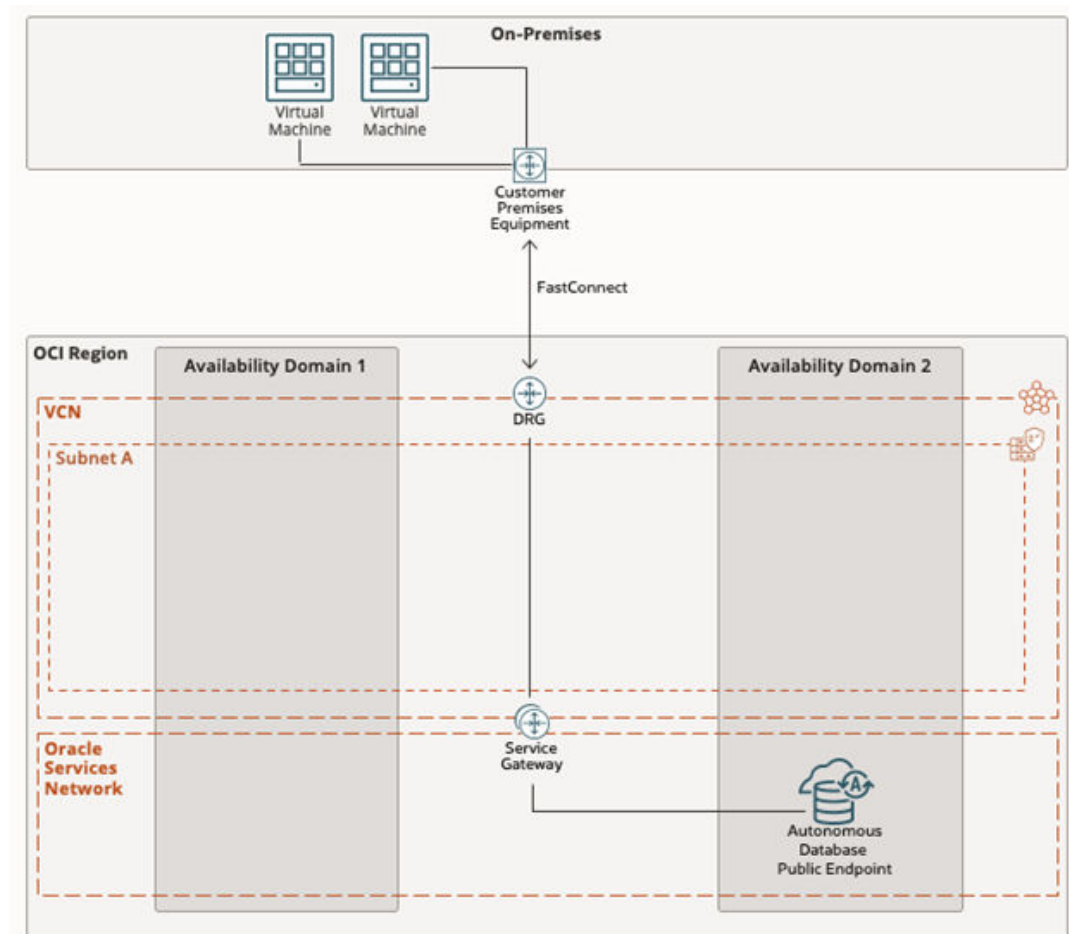 On-Premises
Virtual
Machine
Virtual
Machine
Customer
Premises
Equipment
FastConnect
OCI Region
Availability Domain 1
Availability Domain 2
VCN
DRG
Subnet A
Oracle
Services
Network
Service
Gateway
A
Autonomous
Database
Public Endpoint